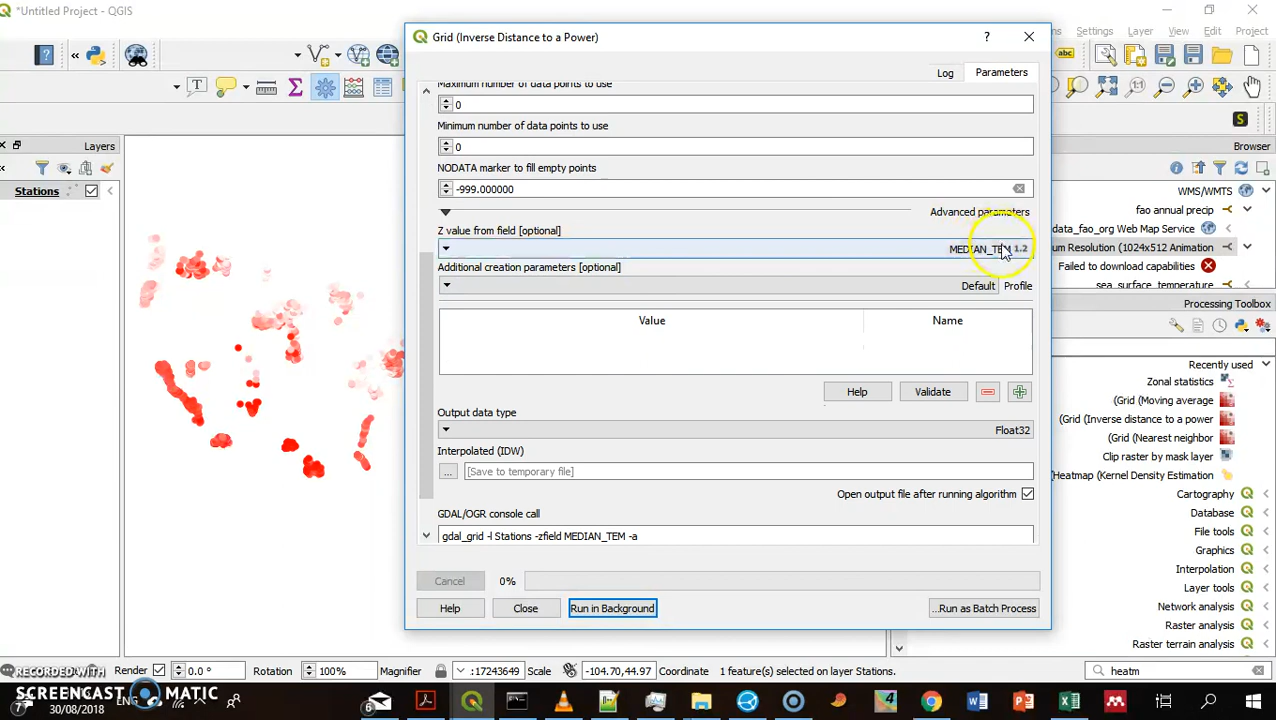 *Untitled Project - QGIS
Settings
Layer
View
Edit
Project
Grid (Inverse Distance to a Power)
Log
Parameters
Maximum number of data points to use
0
Minimum number of data points to use
0
NODATA marker to fill empty points
-999.000000
Advanced parameters
Z value from field [optional]
MEDIAN_TEM 1.2
Additional creation parameters [optional]
Default
Profile
Value
Name
Help
Validate
Output data type
Float32
Interpolated (IDW)
... [Save to temporary file]
Open output file after running algorithm
GDAL/OGR console call
gdal_grid -l Stations -zfield MEDIAN_TEM -a
Cancel
0%
Help
Close
Run in Background
...Run as Batch Process
Layers
Stations
abc
Browser
WMS/WMTS
fao annual precip
data_fao_org Web Map Service
um Resolution (1024x512 Animation
Failed to download capabilities
sea_surface_temperature
Processing Toolbox
Recently used
Zonal statistics
(Grid (Moving average
(Grid (Inverse distance to a power
(Grid (Nearest neighbor
Clip raster by mask layer
(Heatmap (Kernel Density Estimation
Cartography
Database
File tools
Graphics
Interpolation
Layer tools
Network analysis
Raster analysis
Raster terrain analysis
heatm
Render
0.0 °
Rotation
100%
Magnifier
:17243649
Scale
-104.70,44.97
Coordinate
1 feature(s) selected on layer Stations.
RECORDED WITH
SCREENCAST MATIC
30/08/2018
6